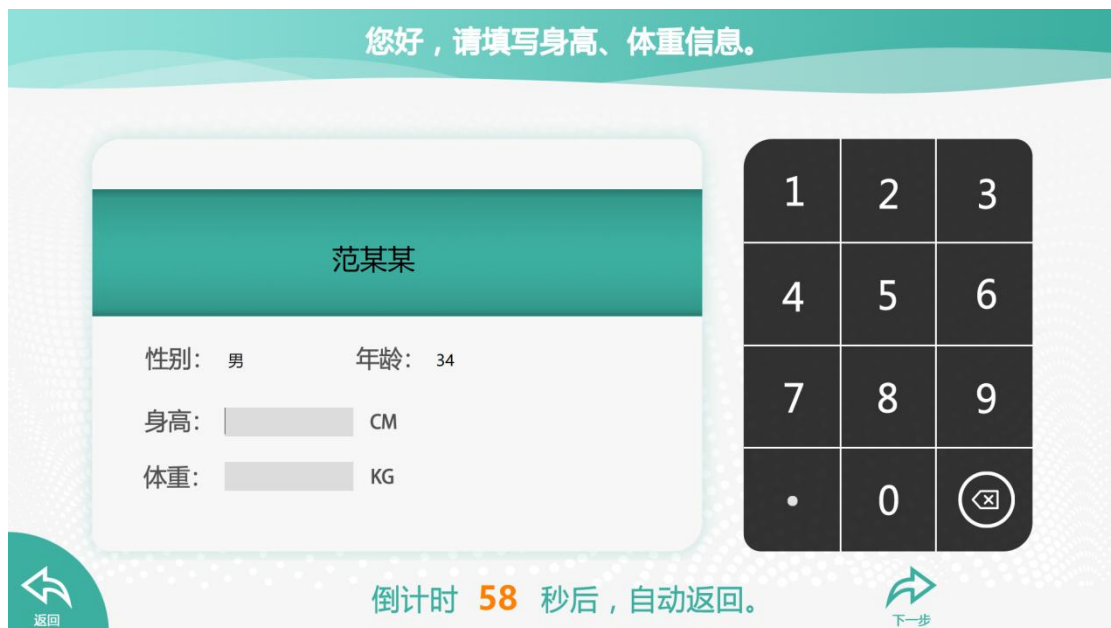 您好，请填写身高、体重信息。
范某某
性别： 男 年龄： 34
身高： CM
体重： KG
1 2 3
4 5 6
7 8 9
. 0
倒计时 58 秒后，自动返回。
返回
下一步